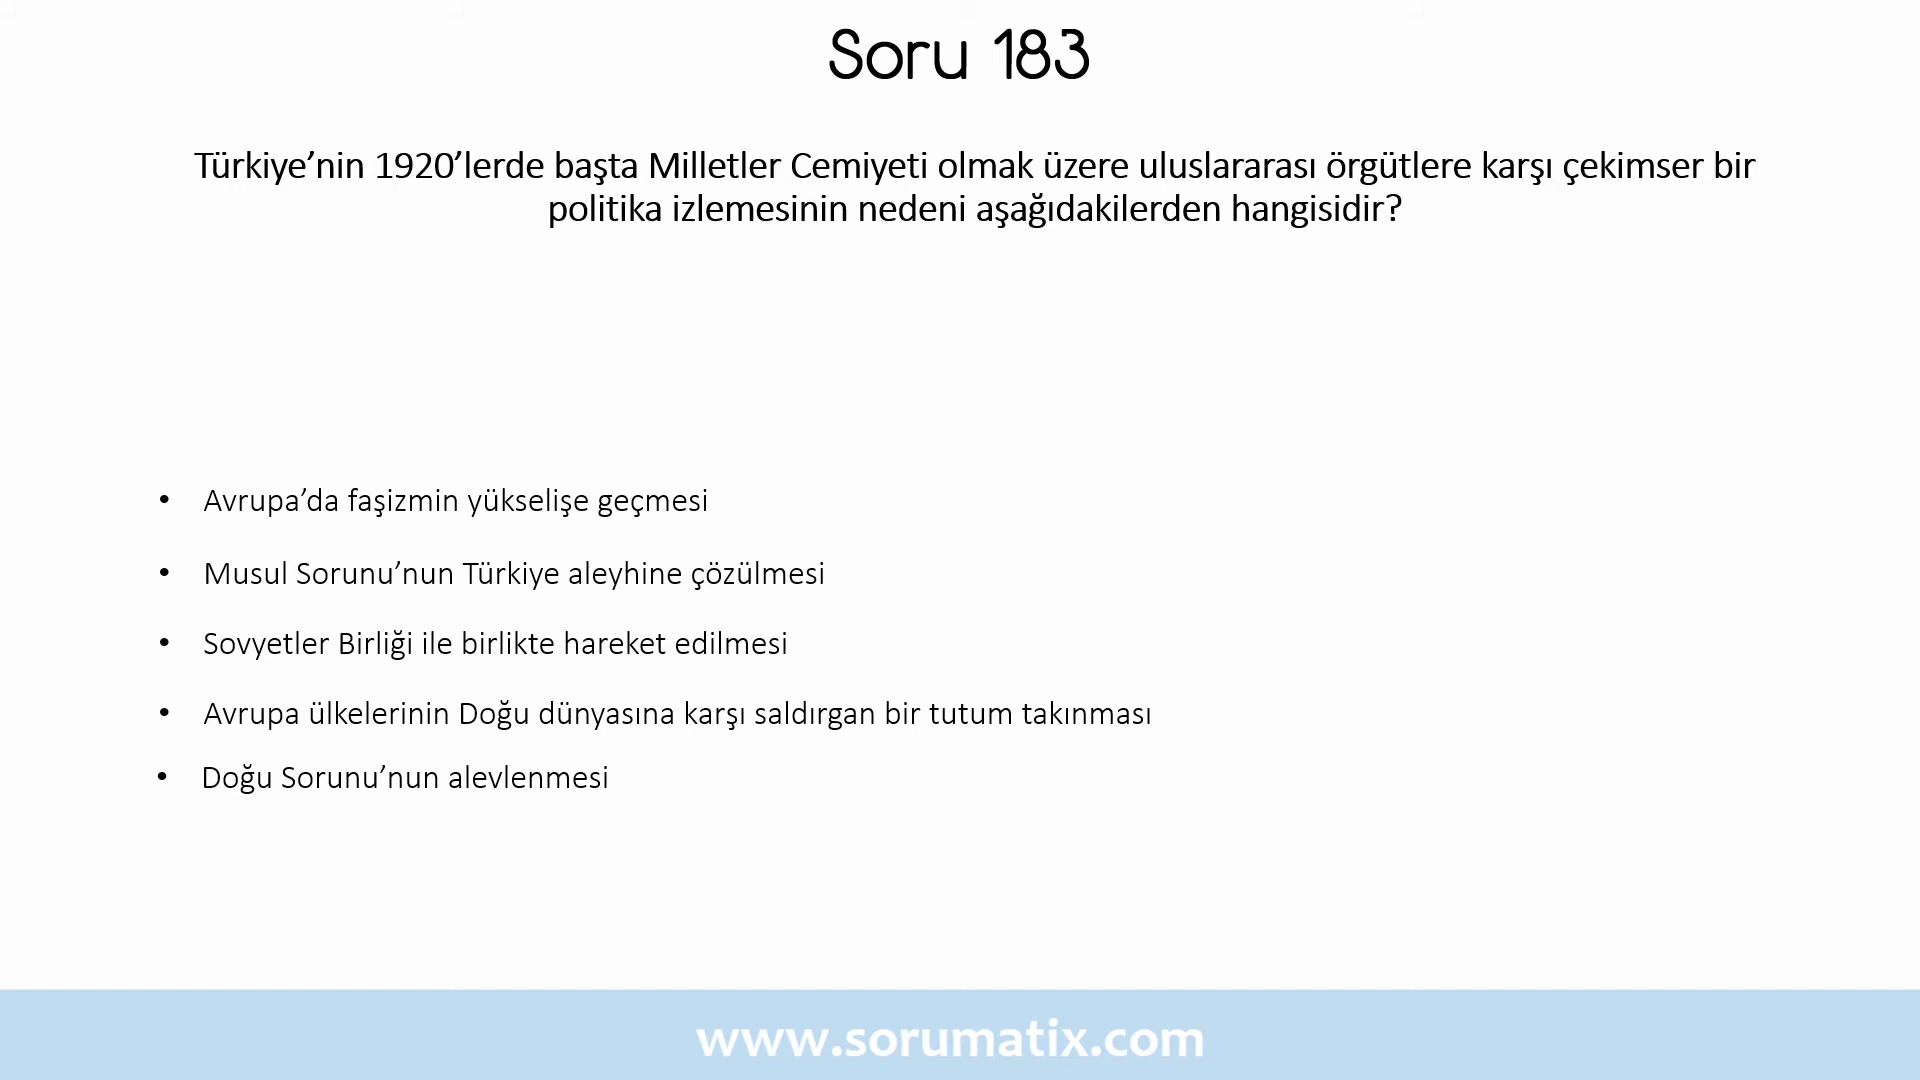 Soru 183
Türkiye’nin 1920’lerde başta Milletler Cemiyeti olmak üzere uluslararası örgütlere karşı çekimser bir
politika izlemesinin nedeni aşağıdakilerden hangisidir?
• Avrupa’da faşizmin yükselişe geçmesi
• Musul Sorunu’nun Türkiye aleyhine çözülmesi
• Sovyetler Birliği ile birlikte hareket edilmesi
• Avrupa ülkelerinin Doğu dünyasına karşı saldırgan bir tutum takınması
• Doğu Sorunu’nun alevlenmesi
www.sorumatix.com